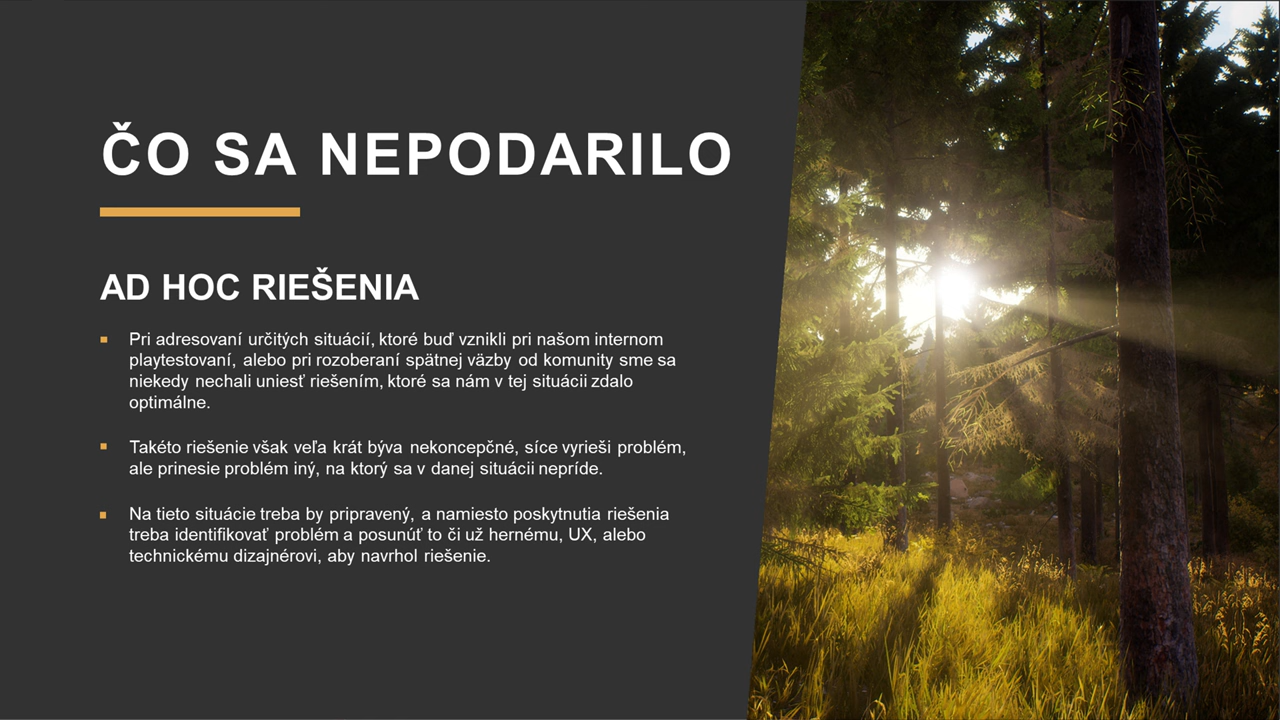 ČO SA NEPODARILO
AD HOC RIEŠENIA
Pri adresovaní určitých situácií, ktoré buď vznikli pri našom internom
playtestovaní, alebo pri rozoberaní spätnej väzby od komunity sme sa
niekedy nechali uniesť riešením, ktoré sa nám v tej situácii zdalo
optimálne.
Takéto riešenie však veľa krát býva nekoncepčné, síce vyrieši problém,
ale prinesie problém iný, na ktorý sa v danej situácii nepríde.
Na tieto situácie treba by pripravený, a namiesto poskytnutia riešenia
treba identifikovať problém a posunúť to či už hernému, UX, alebo
technickému dizajnérovi, aby navrhol riešenie.